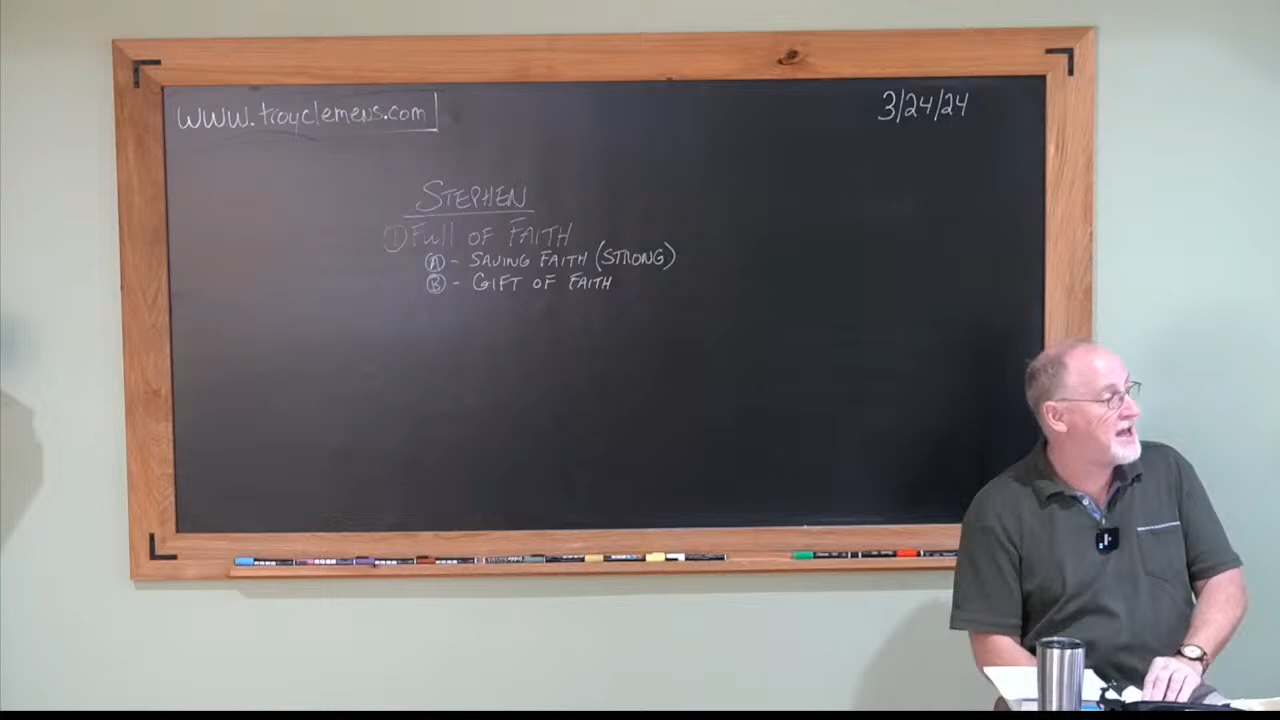 www.troyclemens.com
3/24/24
STEPHEN
① Full OF FAITH
Ⓐ - SAVING FAITH (STRONG)
Ⓑ - GIFT OF FAITH